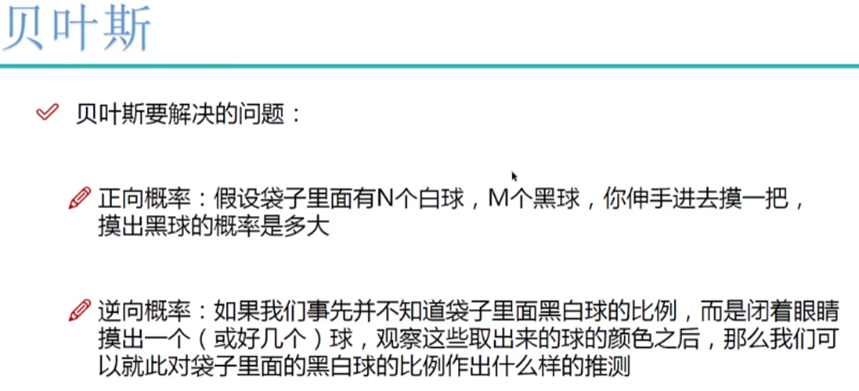 贝叶斯
贝叶斯要解决的问题：
正向概率：假设袋子里面有N个白球，M个黑球，你伸手进去摸一把，
摸出黑球的概率是多大
逆向概率：如果我们事先并不知道袋子里面黑白球的比例，而是闭着眼睛
摸出一个（或好几个）球，观察这些取出来的球的颜色之后，那么我们可
以就此对袋子里面的黑白球的比例作出什么样的推测